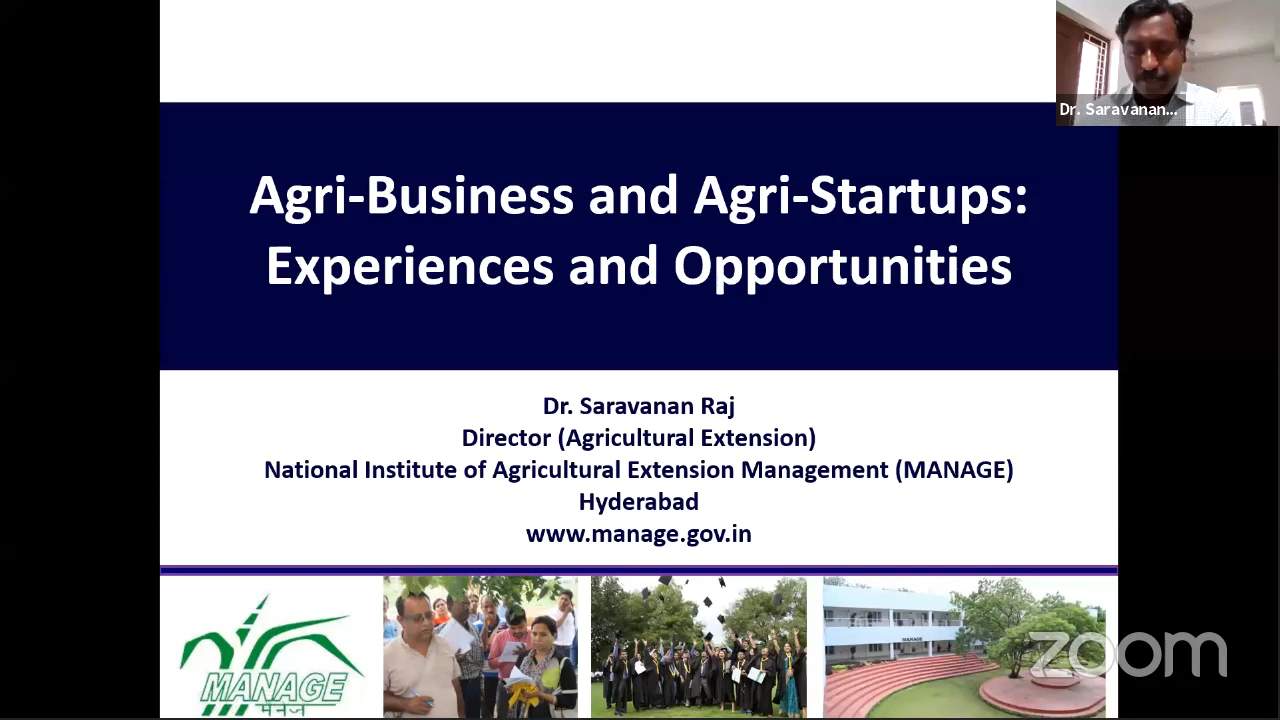 Dr. Saravanan...
Agri-Business and Agri-Startups:
Experiences and Opportunities
Dr. Saravanan Raj
Director (Agricultural Extension)
National Institute of Agricultural Extension Management (MANAGE)
Hyderabad
www.manage.gov.in
MANAGE
मैनेज
MANAGE
zoom